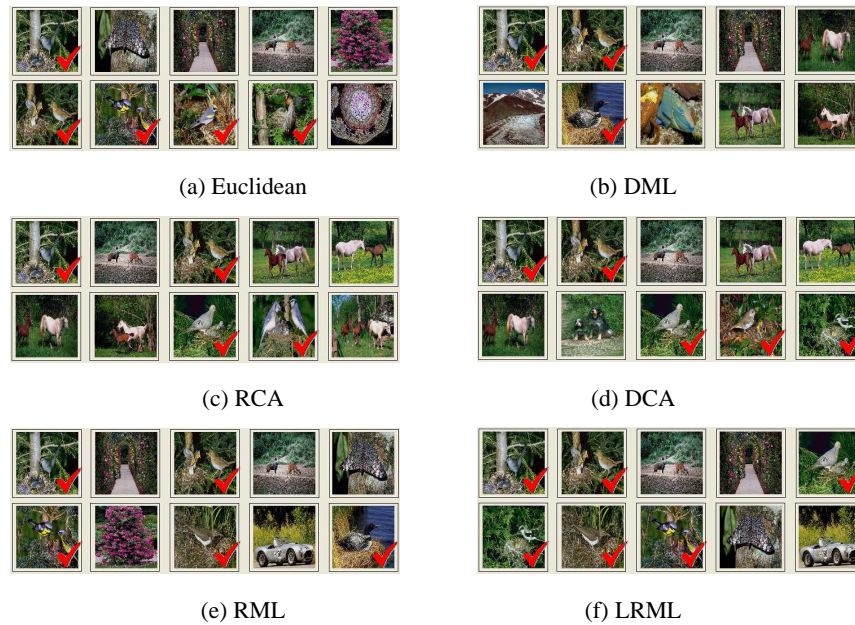 (a) Euclidean
(b) DML
(c) RCA
(d) DCA
(e) RML
(f) LRML